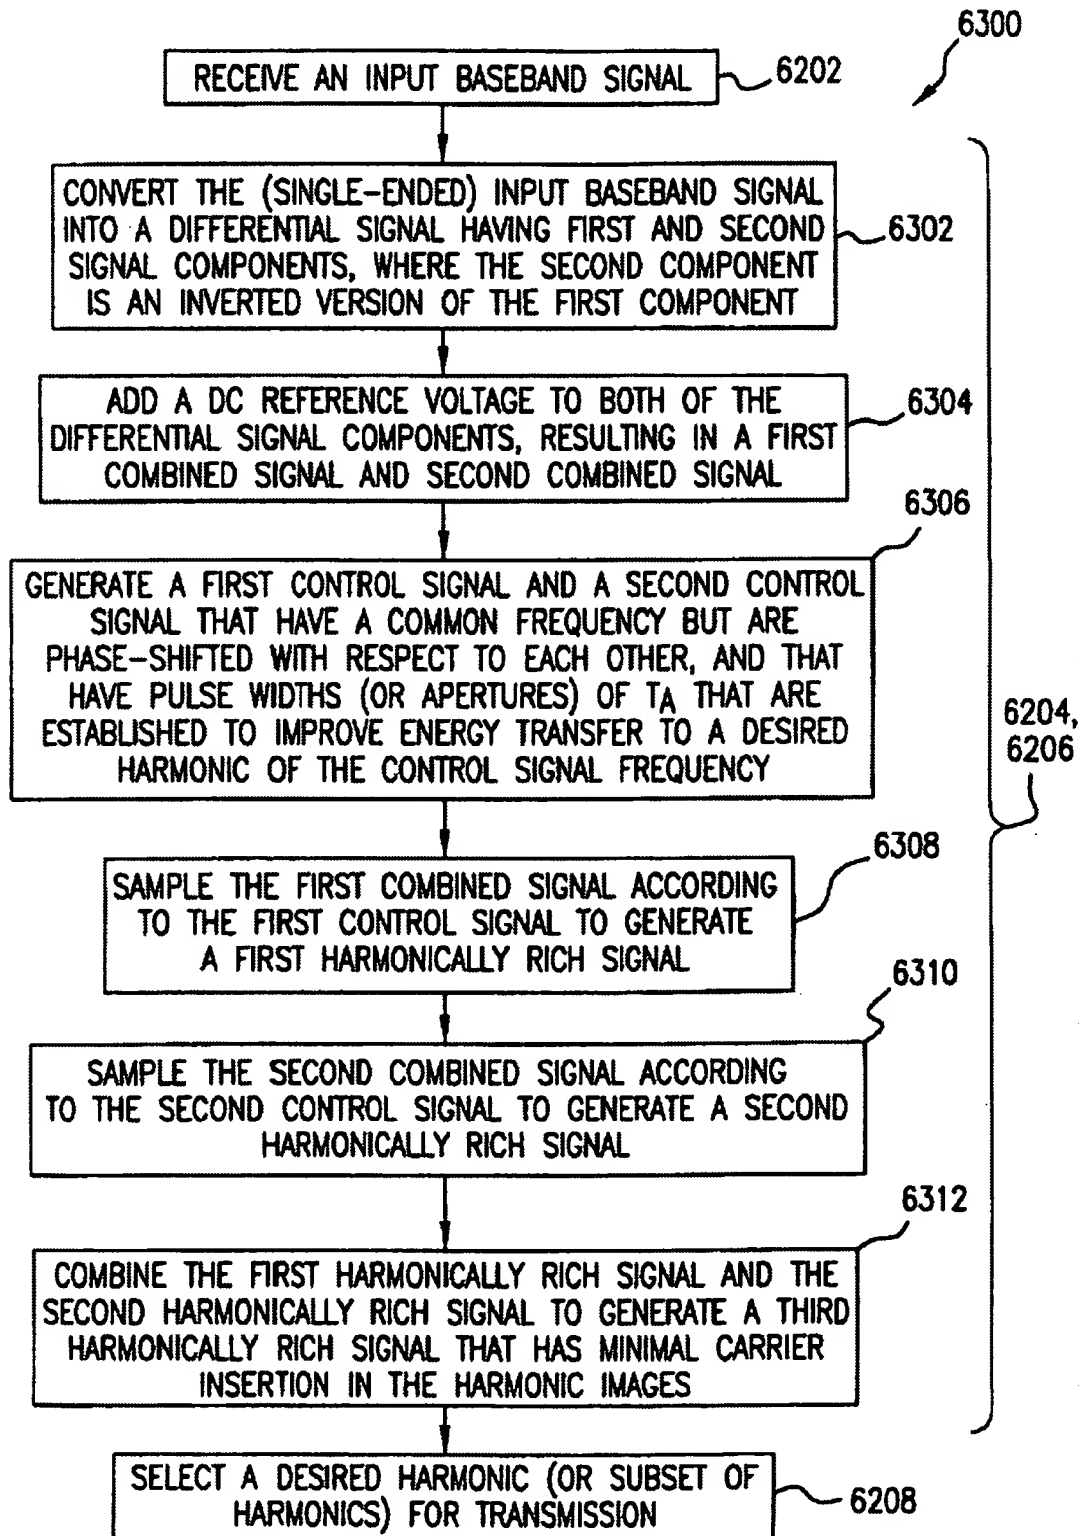 6300
RECEIVE AN INPUT BASEBAND SIGNAL
6202
CONVERT THE (SINGLE-ENDED) INPUT BASEBAND SIGNAL
INTO A DIFFERENTIAL SIGNAL HAVING FIRST AND SECOND
SIGNAL COMPONENTS, WHERE THE SECOND COMPONENT
IS AN INVERTED VERSION OF THE FIRST COMPONENT
6302
ADD A DC REFERENCE VOLTAGE TO BOTH OF THE
DIFFERENTIAL SIGNAL COMPONENTS, RESULTING IN A FIRST
COMBINED SIGNAL AND SECOND COMBINED SIGNAL
6304
6306
GENERATE A FIRST CONTROL SIGNAL AND A SECOND CONTROL
SIGNAL THAT HAVE A COMMON FREQUENCY BUT ARE
PHASE-SHIFTED WITH RESPECT TO EACH OTHER, AND THAT
HAVE PULSE WIDTHS (OR APERTURES) OF TA THAT ARE
ESTABLISHED TO IMPROVE ENERGY TRANSFER TO A DESIRED
HARMONIC OF THE CONTROL SIGNAL FREQUENCY
6204,
6206
6308
SAMPLE THE FIRST COMBINED SIGNAL ACCORDING
TO THE FIRST CONTROL SIGNAL TO GENERATE
A FIRST HARMONICALLY RICH SIGNAL
6310
SAMPLE THE SECOND COMBINED SIGNAL ACCORDING
TO THE SECOND CONTROL SIGNAL TO GENERATE A SECOND
HARMONICALLY RICH SIGNAL
6312
COMBINE THE FIRST HARMONICALLY RICH SIGNAL AND THE
SECOND HARMONICALLY RICH SIGNAL TO GENERATE A THIRD
HARMONICALLY RICH SIGNAL THAT HAS MINIMAL CARRIER
INSERTION IN THE HARMONIC IMAGES
SELECT A DESIRED HARMONIC (OR SUBSET OF
HARMONICS) FOR TRANSMISSION
6208